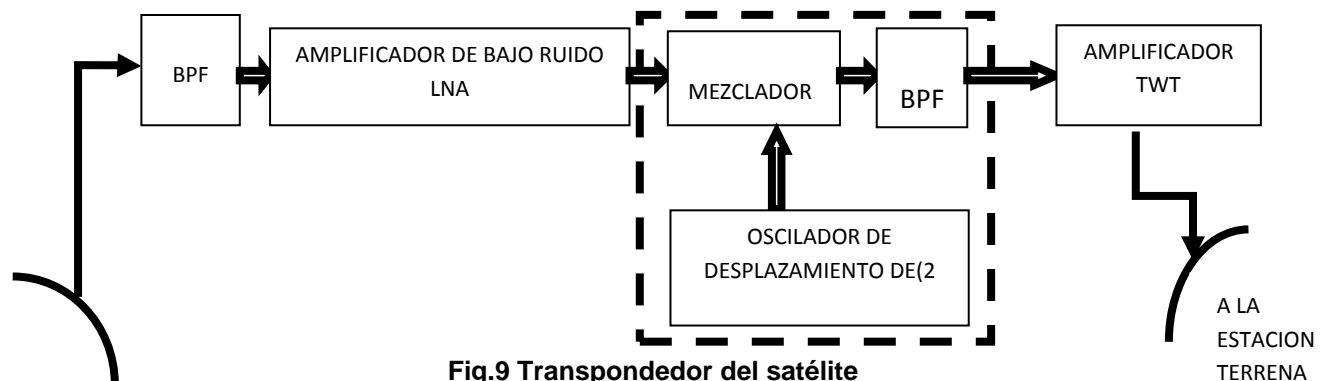 BPF
AMPLIFICADOR DE BAJO RUIDO
LNA
MEZCLADOR
BPF
AMPLIFICADOR
TWT
OSCILADOR DE
DESPLAZAMIENTO DE(2
A LA
ESTACION
TERRENA
Fig.9 Transpondedor del satélite